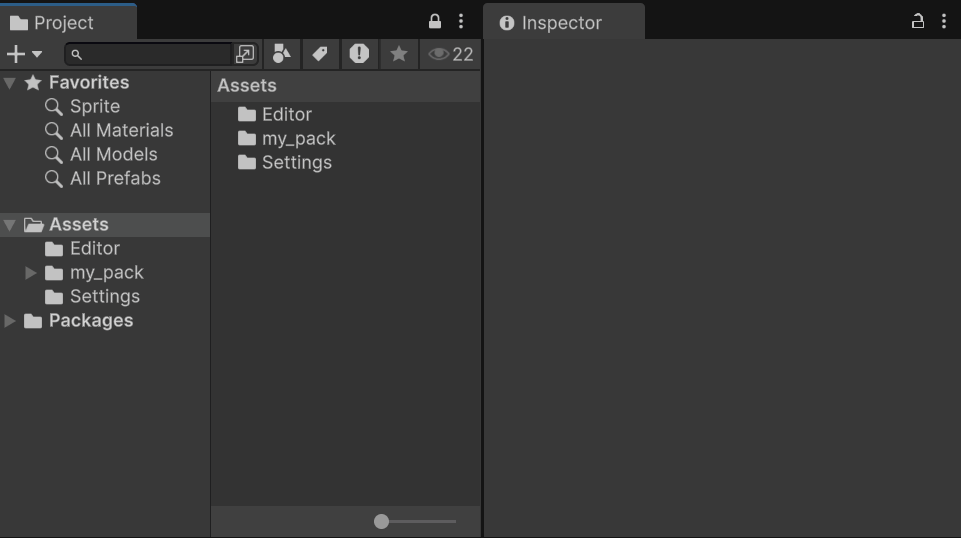 Project
Inspector
22
Favorites
Sprite
All Materials
All Models
All Prefabs
Assets
Editor
my_pack
Settings
Packages
Assets
Editor
my_pack
Settings